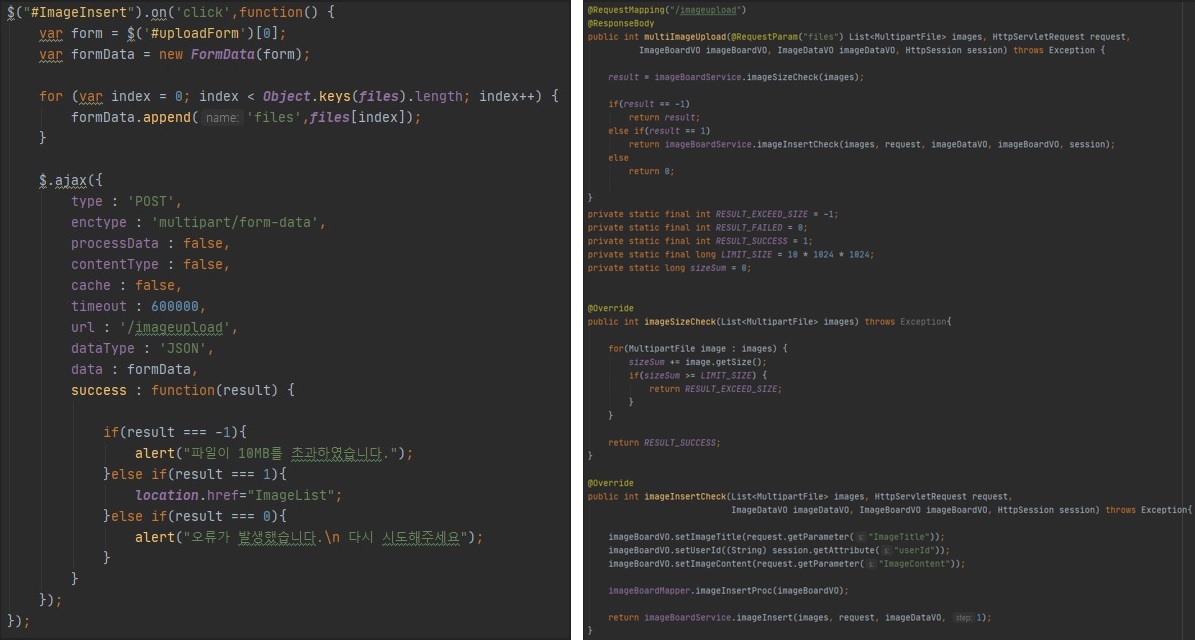 $("#ImageInsert").on('click',function() {
var form = $('#uploadForm')[0];
var formData = new FormData(form);
for (var index = 0; index < Object.keys(files).length; index++) {
formData.append( name: 'files',files[index]);
}
$.ajax({
type : 'POST',
enctype : 'multipart/form-data',
processData : false,
contentType : false,
cache : false,
timeout : 600000,
url : '/imageupload',
dataType : 'JSON',
data : formData,
success : function(result) {
if(result === -1){
alert("파일이 10MB를 초과하였습니다.");
}else if(result === 1){
location.href="ImageList";
}else if(result === 0){
alert("오류가 발생했습니다.\n 다시 시도해주세요");
}
}
});
});
@RequestMapping("/imageupload")
@ResponseBody
public int multiImageUpload(@RequestParam("files") List<MultipartFile> images, HttpServletRequest request,
ImageBoardVO imageBoardVO, ImageDataVO imageDataVO, HttpSession session) throws Exception {
result = imageBoardService.imageSizeCheck(images);
if(result == -1)
return result;
else if(result == 1)
return imageBoardService.imageInsertCheck(images, request, imageDataVO, imageBoardVO, session);
else
return 0;
}
private static final int RESULT_EXCEED_SIZE = -1;
private static final int RESULT_FAILED = 0;
private static final int RESULT_SUCCESS = 1;
private static final long LIMIT_SIZE = 10 * 1024 * 1024;
private static long sizeSum = 0;
@Override
public int imageSizeCheck(List<MultipartFile> images) throws Exception{
for(MultipartFile image : images) {
sizeSum += image.getSize();
if(sizeSum >= LIMIT_SIZE) {
return RESULT_EXCEED_SIZE;
}
}
return RESULT_SUCCESS;
}
@Override
public int imageInsertCheck(List<MultipartFile> images, HttpServletRequest request,
ImageDataVO imageDataVO, ImageBoardVO imageBoardVO, HttpSession session) throws Exception{
imageBoardVO.setImageTitle(request.getParameter( s: "ImageTitle"));
imageBoardVO.setUserId((String) session.getAttribute( s: "userId"));
imageBoardVO.setImageContent(request.getParameter( s: "ImageContent"));
imageBoardMapper.imageInsertProc(imageBoardVO);
return imageBoardService.imageInsert(images, request, imageDataVO, step: 1);
}